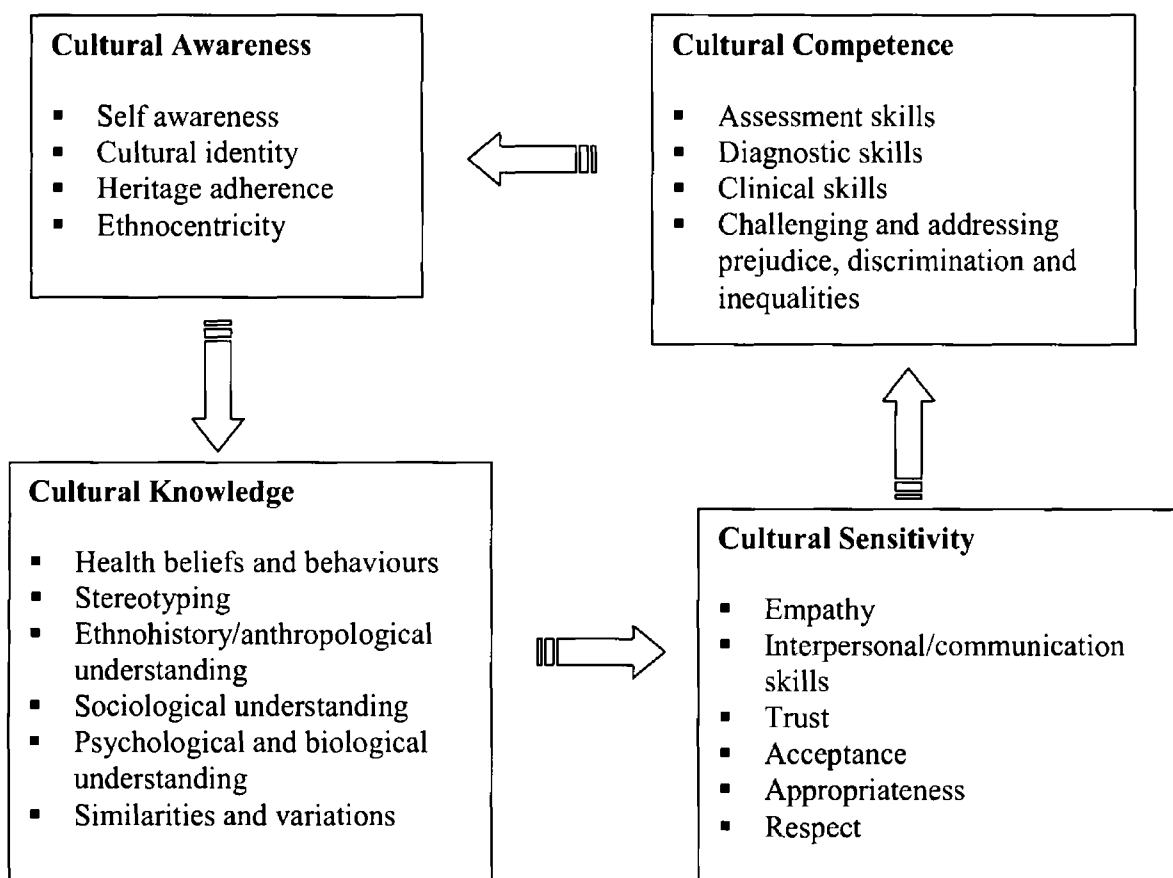 Cultural Awareness
▪ Self awareness
▪ Cultural identity
▪ Heritage adherence
▪ Ethnocentricity
Cultural Competence
▪ Assessment skills
▪ Diagnostic skills
▪ Clinical skills
▪ Challenging and addressing
prejudice, discrimination and
inequalities
Cultural Knowledge
▪ Health beliefs and behaviours
▪ Stereotyping
▪ Ethnohistory/anthropological
understanding
▪ Sociological understanding
▪ Psychological and biological
understanding
▪ Similarities and variations
Cultural Sensitivity
▪ Empathy
▪ Interpersonal/communication
skills
▪ Trust
▪ Acceptance
▪ Appropriateness
▪ Respect